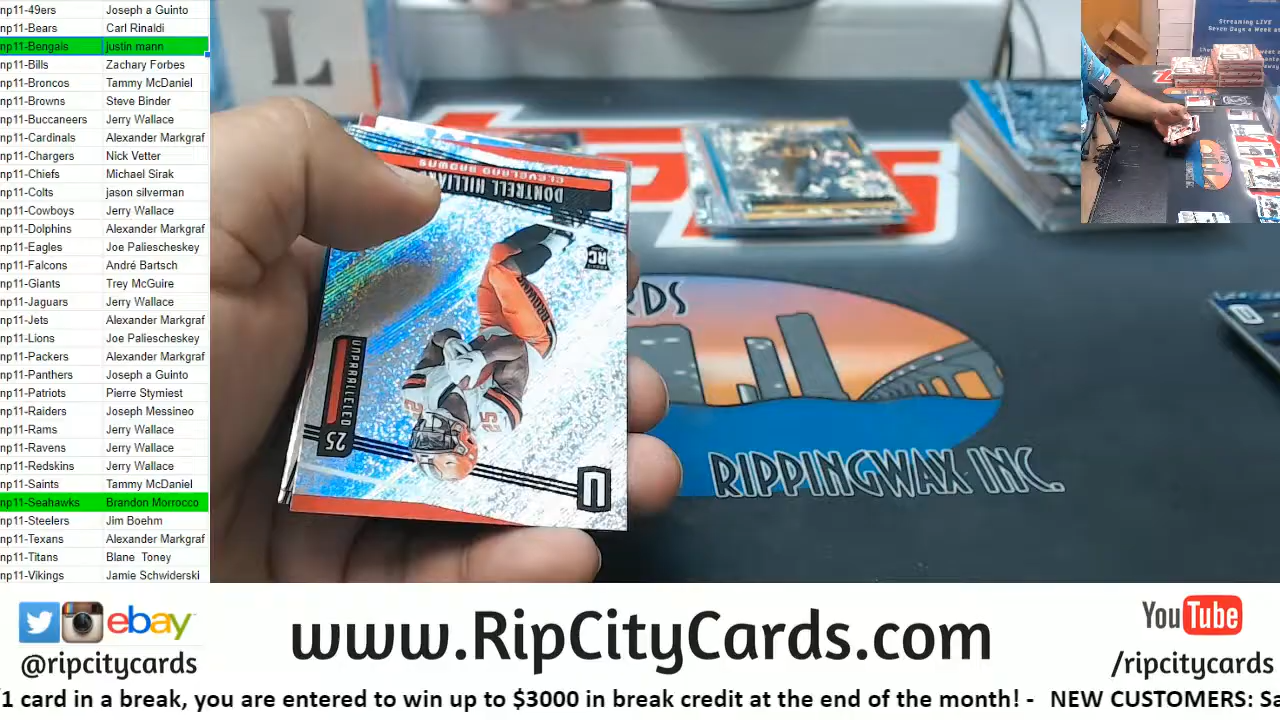 np11-49ers Joseph a Guinto
np11-Bears Carl Rinaldi
np11-Bengals justin mann
np11-Bills Zachary Forbes
np11-Broncos Tammy McDaniel
np11-Browns Steve Binder
np11-Buccaneers Jerry Wallace
np11-Cardinals Alexander Markgraf
np11-Chargers Nick Vetter
np11-Chiefs Michael Sirak
np11-Colts jason silverman
np11-Cowboys Jerry Wallace
np11-Dolphins Alexander Markgraf
np11-Eagles Joe Paliescheskey
np11-Falcons André Bartsch
np11-Giants Trey McGuire
np11-Jaguars Jerry Wallace
np11-Jets Alexander Markgraf
np11-Lions Joe Paliescheskey
np11-Packers Alexander Markgraf
np11-Panthers Joseph a Guinto
np11-Patriots Pierre Stymiest
np11-Raiders Joseph Messineo
np11-Rams Jerry Wallace
np11-Ravens Jerry Wallace
np11-Redskins Jerry Wallace
np11-Saints Tammy McDaniel
np11-Seahawks Brandon Morrocco
np11-Steelers Jim Boehm
np11-Texans Alexander Markgraf
np11-Titans Blane Toney
np11-Vikings Jamie Schwiderski
L
Streaming LIVE
CLEVELAND BROWNS
DONTRELL
RC
UNPARALLELED
25
25
U
RIPPINGWAX INC.
ebay
@ripcitycards
www.RipCityCards.com
YouTube
/ripcitycards
1 card in a break, you are entered to win up to $3000 in break credit at the end of the month! - NEW CUSTOMERS: